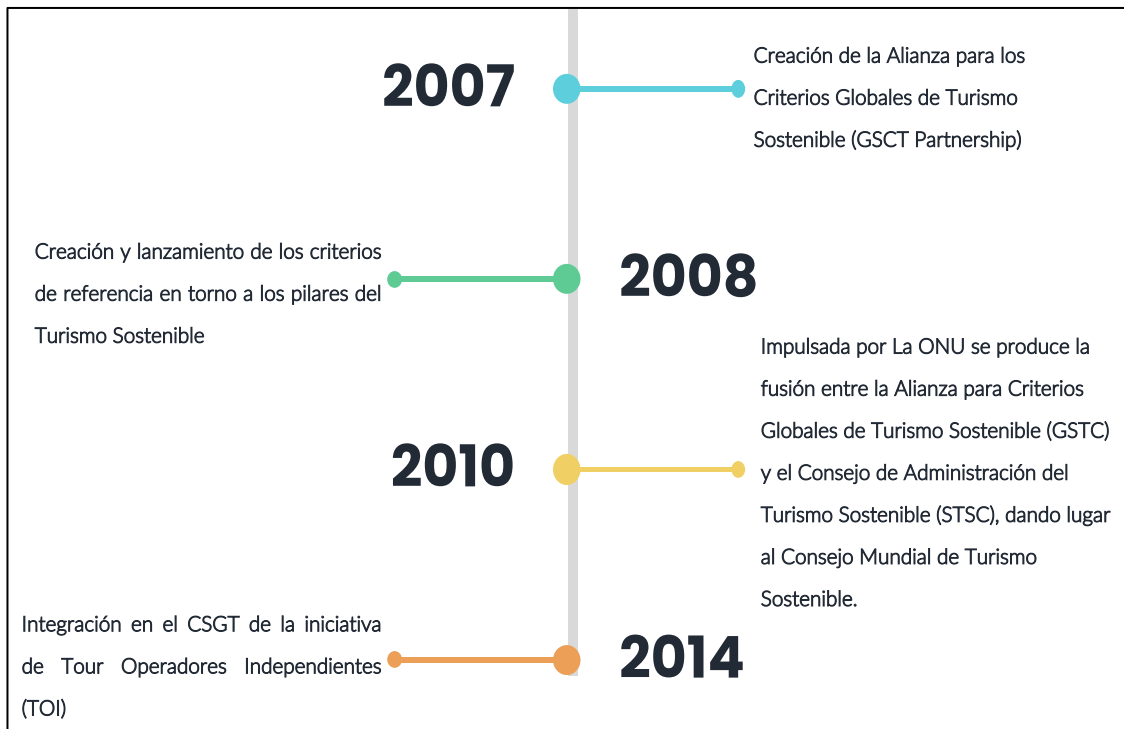 2007
Creación de la Alianza para los
Criterios Globales de Turismo
Sostenible (GSCT Partnership)
Creación y lanzamiento de los criterios
de referencia en torno a los pilares del
Turismo Sostenible
2008
2010
Impulsada por La ONU se produce la
fusión entre la Alianza para Criterios
Globales de Turismo Sostenible (GSTC)
y el Consejo de Administración del
Turismo Sostenible (STSC), dando lugar
al Consejo Mundial de Turismo
Sostenible.
Integración en el CSGT de la iniciativa
de Tour Operadores Independientes
(TOI)
2014